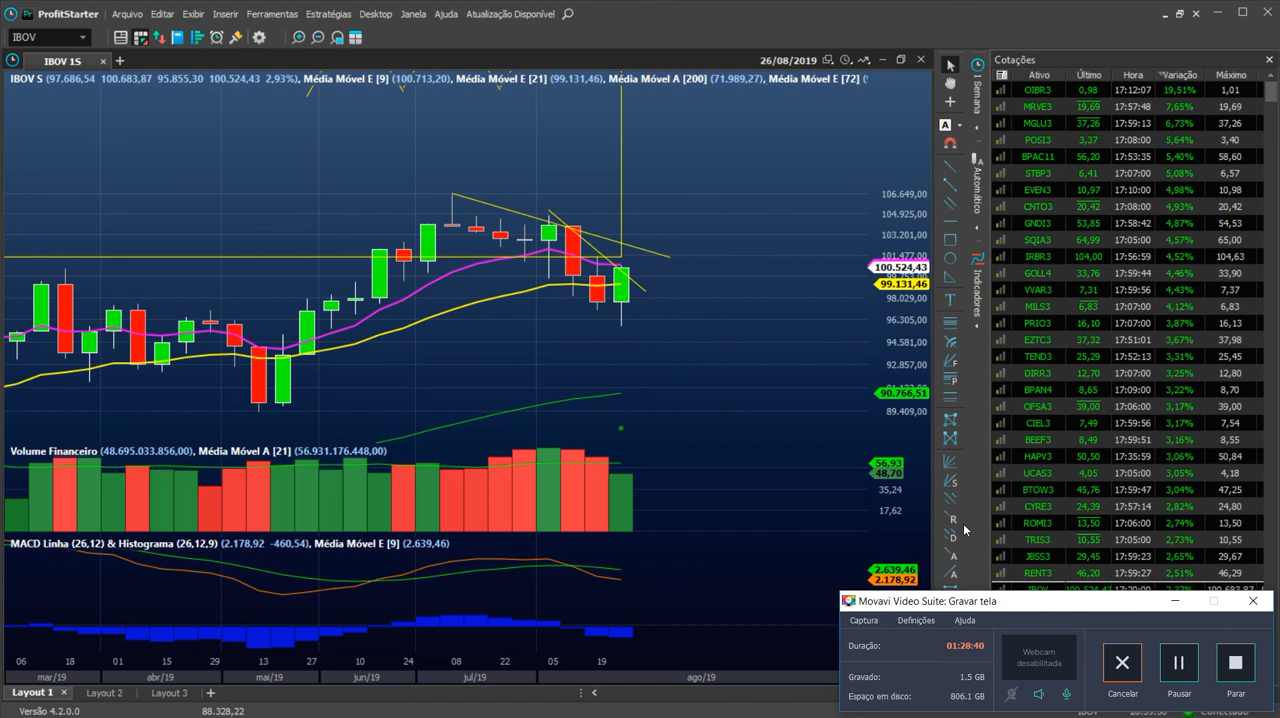 ProfitStarter Arquivo Editar Exibir Inserir Ferramentas Estratégias Desktop Janela Ajuda Atualização Disponível
IBOV
IBOV 1S
IBOV S (97.686,54 100.683,87 95.855,30 100.524,43 2,93%), Média Móvel E [9] (100.713,20), Média Móvel E [21] (99.131,46), Média Móvel A [200] (71.989,27), Média Móvel E [72] (
26/08/2019
106.649,00
104.925,00
103.201,00
101.477,00
100.524,43
99.131,46
98.029,00
96.305,00
94.581,00
92.857,00
90.766,51
89.409,00
Volume Financeiro (48.695.033.856,00), Média Móvel A [21] (56.931.176.448,00)
56,93
48,70
35,24
17,62
MACD Linha (26,12) & Histograma (26,12,9) (2.178,92 -460,54), Média Móvel E [9] (2.639,46)
2.639,46
2.178,92
06 18 01 15 29 13 27 10 24 08 22 05 19
mar/19 abr/19 mai/19 jun/19 jul/19 ago/19
Layout 1 Layout 2 Layout 3
Versão 4.2.0.0 88.328,22
1 Semana
Automático
Indicadores
Cotações
Ativo Último Hora Variação Máximo
OIBR3 0,98 17:12:07 19,51% 1,01
MRVE3 19,69 17:57:48 7,65% 19,69
MGLU3 37,26 17:59:13 6,73% 37,26
POSI3 3,37 17:08:00 5,64% 3,40
BPAC11 56,20 17:53:35 5,40% 58,60
STBP3 6,41 17:07:00 5,08% 6,57
EVEN3 10,97 17:10:00 4,98% 10,98
CNTO3 20,42 17:08:00 4,93% 20,42
GNDI3 53,85 17:58:42 4,87% 54,53
SQIA3 64,99 17:05:00 4,57% 65,00
IRBR3 104,00 17:59:56 4,52% 104,63
GOLL4 33,76 17:59:44 4,46% 33,90
VVAR3 7,31 17:59:56 4,43% 7,37
MILS3 6,83 17:07:00 4,27% 6,83
PRIO3 16,10 17:07:00 3,87% 16,13
EZTC3 37,32 17:51:01 3,67% 37,98
TEND3 25,29 17:52:13 3,31% 25,45
DIRR3 12,70 17:07:00 3,25% 12,80
BPAN4 8,65 17:09:00 3,22% 8,70
OFSA3 39,00 17:06:00 3,17% 39,00
CIEL3 7,49 17:59:56 3,17% 7,54
BEEF3 8,49 17:59:51 3,16% 8,55
HAPV3 50,50 17:35:59 3,06% 50,84
UCAS3 4,05 17:07:00 3,05% 4,18
BTOW3 45,76 17:59:47 3,04% 47,25
CYRE3 24,39 17:57:14 2,82% 24,80
ROMI3 13,50 17:06:00 2,74% 13,50
TRIS3 10,55 17:05:00 2,73% 10,55
JBSS3 29,45 17:59:23 2,65% 29,67
RENT3 46,20 17:59:27 2,51% 46,29
Movavi Video Suite: Gravar tela
Captura Definições Ajuda
Duração: 01:28:40
Gravado: 1.5 GB
Espaço em disco: 806.1 GB
Webcam
desabilitada
Cancelar Pausar Parar